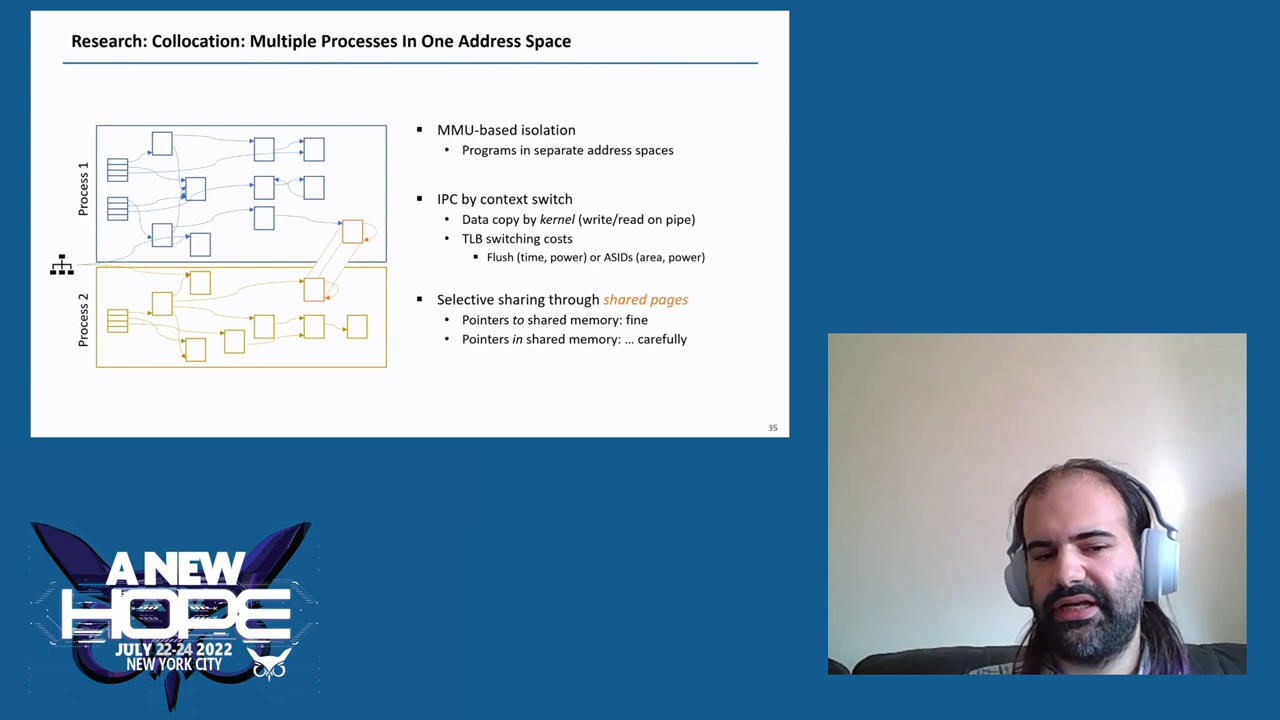 Research: Collocation: Multiple Processes In One Address Space
Process 1
Process 2
▪ MMU-based isolation
• Programs in separate address spaces
▪ IPC by context switch
• Data copy by kernel (write/read on pipe)
• TLB switching costs
▪ Flush (time, power) or ASIDs (area, power)
▪ Selective sharing through shared pages
• Pointers to shared memory: fine
• Pointers in shared memory: ... carefully
35
A NEW
HOPE
JULY 22-24 2022
NEW YORK CITY